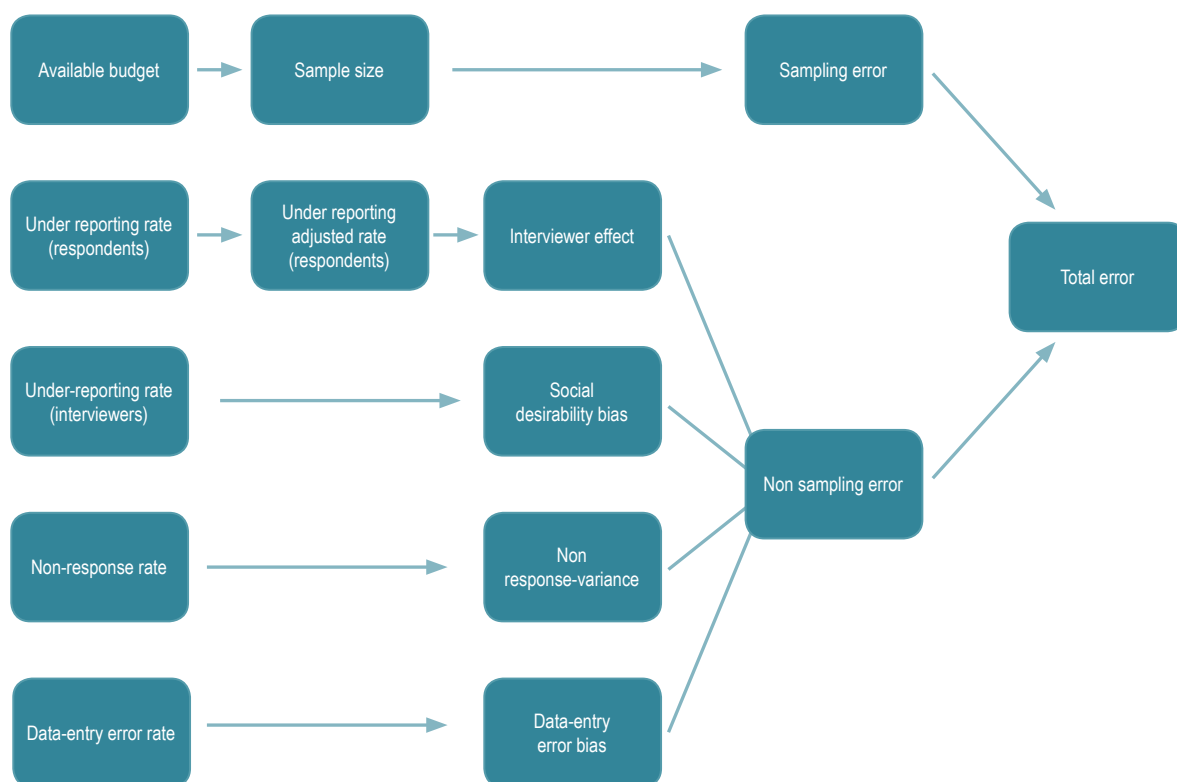 Available budget
Sample size
Sampling error
Under reporting rate
(respondents)
Under reporting
adjusted rate
(respondents)
Interviewer effect
Total error
Under-reporting rate
(interviewers)
Social
desirability bias
Non sampling error
Non-response rate
Non
response-variance
Data-entry error rate
Data-entry
error bias